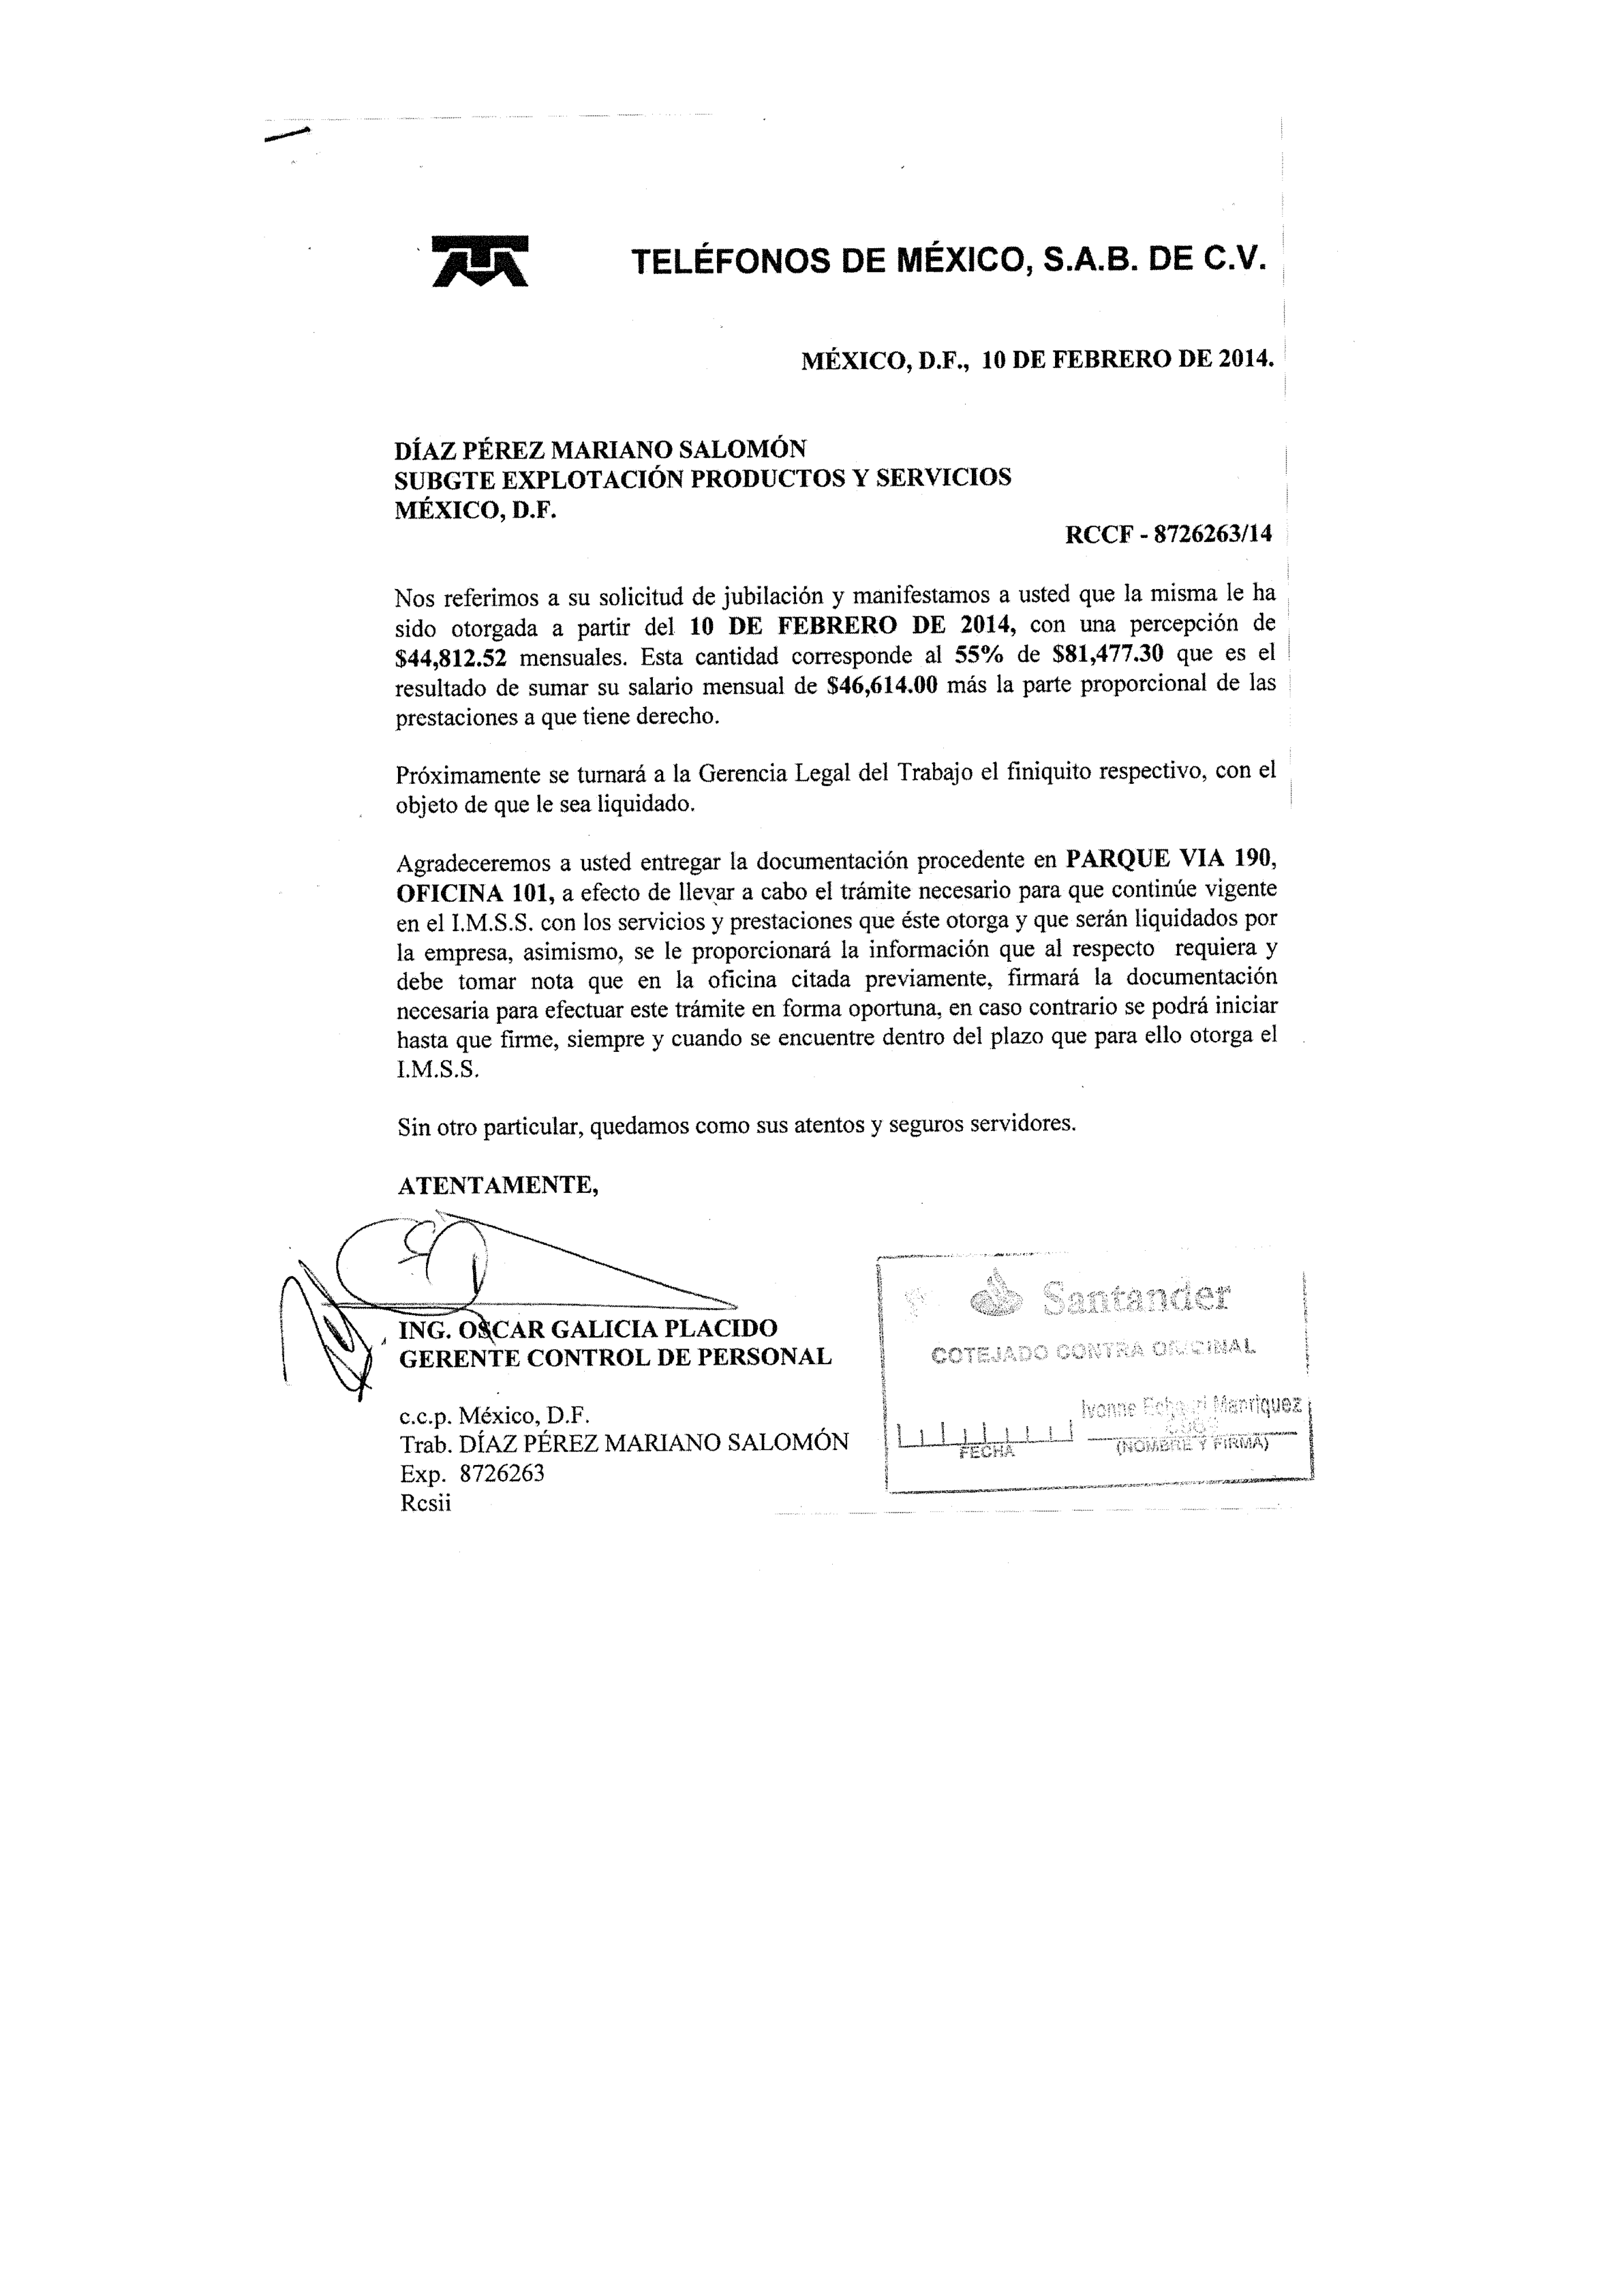 TELÉFONOS DE MÉXICO, S.A.B. DE C.V.
MÉXICO, D.F., 10 DE FEBRERO DE 2014.
DÍAZ PÉREZ MARIANO SALOMÓN
SUBGTE EXPLOTACIÓN PRODUCTOS Y SERVICIOS
MÉXICO, D.F.
RCCF - 8726263/14
Nos referimos a su solicitud de jubilación y manifestamos a usted que la misma le ha
sido otorgada a partir del 10 DE FEBRERO DE 2014, con una percepción de
$44,812.52 mensuales. Esta cantidad corresponde al 55% de $81,477.30 que es el
resultado de sumar su salario mensual de $46,614.00 más la parte proporcional de las
prestaciones a que tiene derecho.
Próximamente se turnará a la Gerencia Legal del Trabajo el finiquito respectivo, con el
objeto de que le sea liquidado.
Agradeceremos a usted entregar la documentación procedente en PARQUE VIA 190,
OFICINA 101, a efecto de llevar a cabo el trámite necesario para que continúe vigente
en el I.M.S.S. con los servicios y prestaciones que éste otorga y que serán liquidados por
la empresa, asimismo, se le proporcionará la información que al respecto requiera y
debe tomar nota que en la oficina citada previamente, firmará la documentación
necesaria para efectuar este trámite en forma oportuna, en caso contrario se podrá iniciar
hasta que firme, siempre y cuando se encuentre dentro del plazo que para ello otorga el
I.M.S.S.
Sin otro particular, quedamos como sus atentos y seguros servidores.
ATENTAMENTE,
ING. OSCAR GALICIA PLACIDO
GERENTE CONTROL DE PERSONAL
c.c.p. México, D.F.
Trab. DÍAZ PÉREZ MARIANO SALOMÓN
Exp. 8726263
Rcsii
Santander
COTEJADO CONTRA ORIGINAL
Ivonne Manriquez
FECHA
(NOMBRE Y FIRMA)